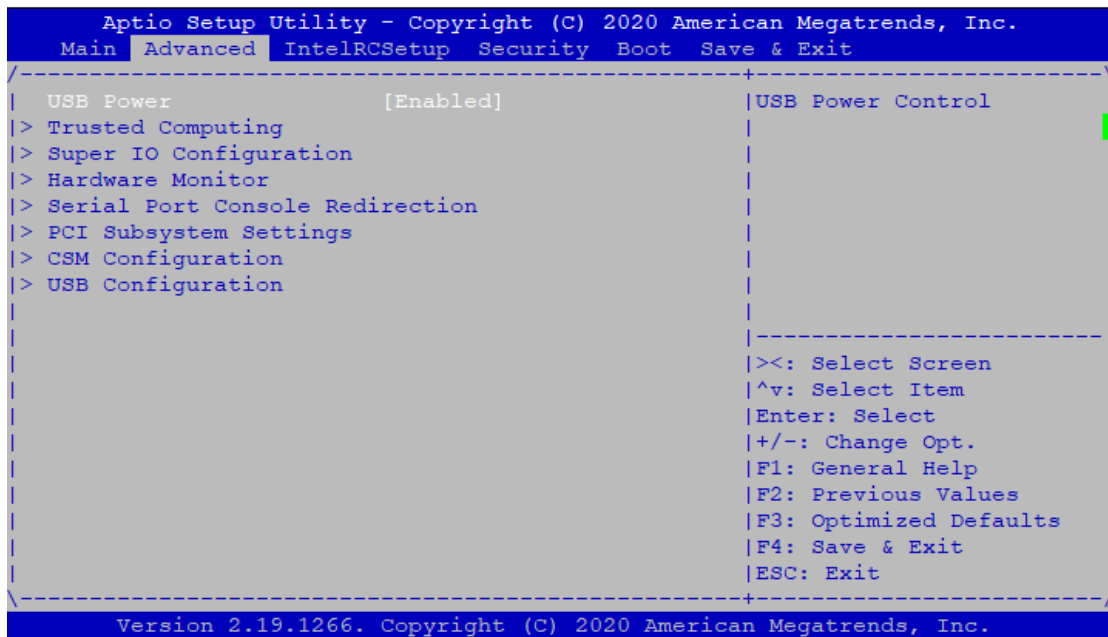 Aptio Setup Utility - Copyright (C) 2020 American Megatrends, Inc.
Main Advanced IntelRCSetup Security Boot Save & Exit
/----------------------------------------------------+-------------------------\
| USB Power [Enabled] |USB Power Control
|> Trusted Computing |
|> Super IO Configuration |
|> Hardware Monitor |
|> Serial Port Console Redirection |
|> PCI Subsystem Settings |
|> CSM Configuration |
|> USB Configuration |
| |
| |-------------------------
| |><: Select Screen
| |^v: Select Item
| |Enter: Select
| |+/-: Change Opt.
| |F1: General Help
| |F2: Previous Values
| |F3: Optimized Defaults
| |F4: Save & Exit
| |ESC: Exit
\----------------------------------------------------+-------------------------/
Version 2.19.1266. Copyright (C) 2020 American Megatrends, Inc.